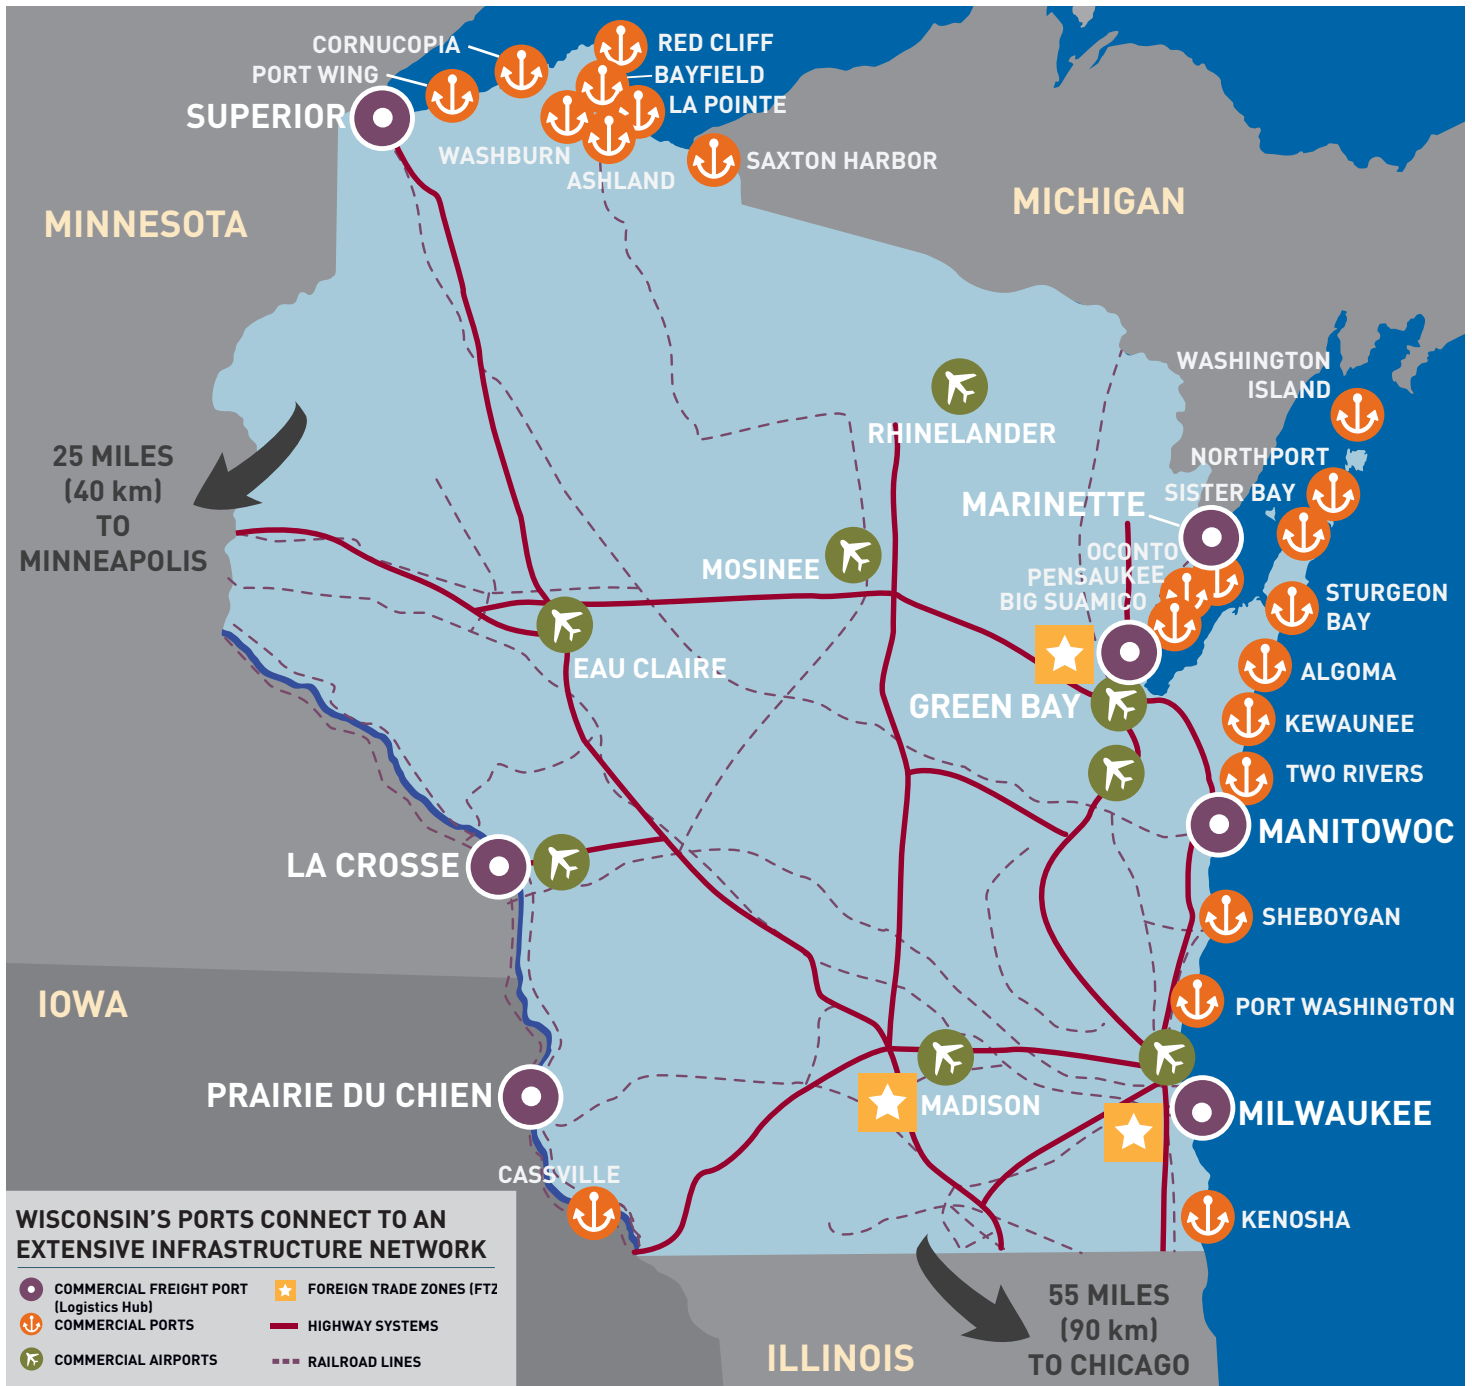 CORNUCOPIA
RED CLIFF
PORT WING
BAYFIELD
SUPERIOR
LA POINTE
WASHBURN
SAXTON HARBOR
ASHLAND
MINNESOTA
MICHIGAN
WASHINGTON
ISLAND
RHINELANDER
25 MILES
(40 km)
TO
MINNEAPOLIS
NORTHPORT
SISTER BAY
MARINETTE
OCONTO
MOSINEE
PENSAUKEE
BIG SUAMICO
STURGEON
BAY
EAU CLAIRE
ALGOMA
GREEN BAY
KEWAUNEE
TWO RIVERS
MANITOWOC
LA CROSSE
SHEBOYGAN
IOWA
PORT WASHINGTON
PRAIRIE DU CHIEN
MADISON
MILWAUKEE
CASSVILLE
KENOSHA
WISCONSIN'S PORTS CONNECT TO AN
EXTENSIVE INFRASTRUCTURE NETWORK
COMMERCIAL FREIGHT PORT
(Logistics Hub)
COMMERCIAL PORTS
COMMERCIAL AIRPORTS
FOREIGN TRADE ZONES (FTZ
HIGHWAY SYSTEMS
RAILROAD LINES
55 MILES
(90 km)
TO CHICAGO
ILLINOIS